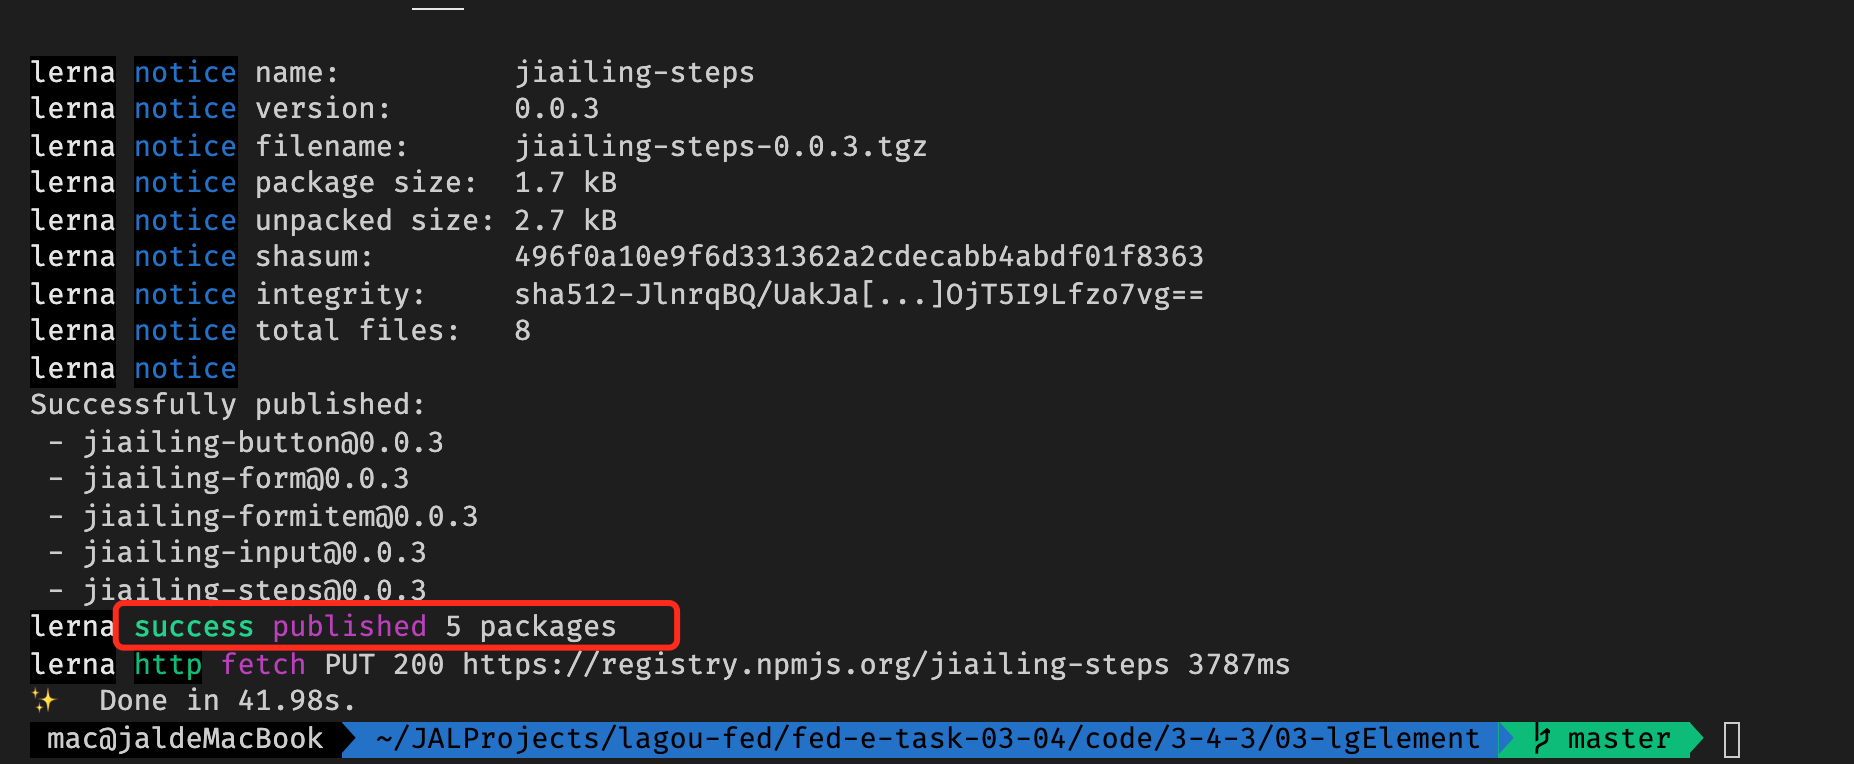 lerna notice name: jiailing-steps
lerna notice version: 0.0.3
lerna notice filename: jiailing-steps-0.0.3.tgz
lerna notice package size: 1.7 kB
lerna notice unpacked size: 2.7 kB
lerna notice shasum: 496f0a10e9f6d331362a2cdecabb4abdf01f8363
lerna notice integrity: sha512-JlnrqBQ/UakJa[...]OjT5I9Lfzo7vg==
lerna notice total files: 8
lerna notice
Successfully published:
- jiailing-button@0.0.3
- jiailing-form@0.0.3
- jiailing-formitem@0.0.3
- jiailing-input@0.0.3
- jiailing-steps@0.0.3
lerna success published 5 packages
lerna http fetch PUT 200 https://registry.npmjs.org/jiailing-steps 3787ms
✨ Done in 41.98s.
mac@jaldeMacBook ~/JALProjects/lagou-fed/fed-e-task-03-04/code/3-4-3/03-lgElement master